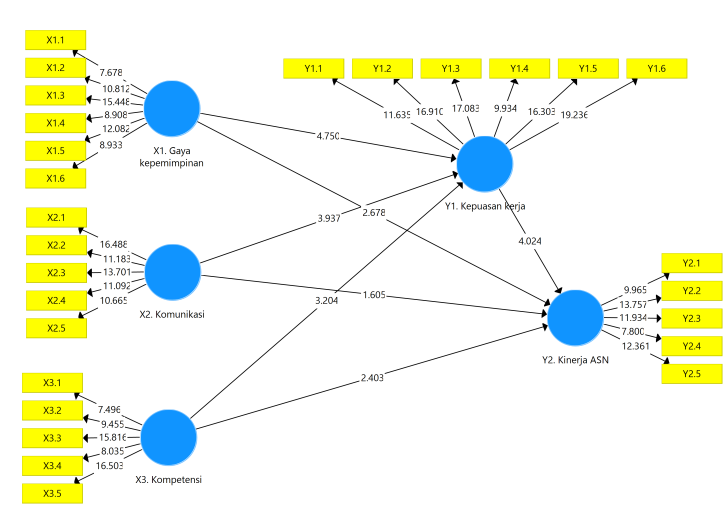 X1.1
X1.2
X1.3
X1.4
X1.5
X1.6
7.678
10.812
15.448
8.908
12.082
8.933
X1. Gaya
kepemimpinan
Y1.1
Y1.2
Y1.3
Y1.4
Y1.5
Y1.6
11.635
16.910
17.083
9.934
16.303
19.236
Y1. Kepuasan kerja
4.750
2.678
3.937
3.204
1.605
2.403
4.024
X2.1
X2.2
X2.3
X2.4
X2.5
16.488
11.183
13.701
11.092
10.665
X2. Komunikasi
Y2.1
Y2.2
Y2.3
Y2.4
Y2.5
9.965
13.757
11.934
7.800
12.361
Y2. Kinerja ASN
X3.1
X3.2
X3.3
X3.4
X3.5
7.496
9.455
15.816
8.035
16.503
X3. Kompetensi